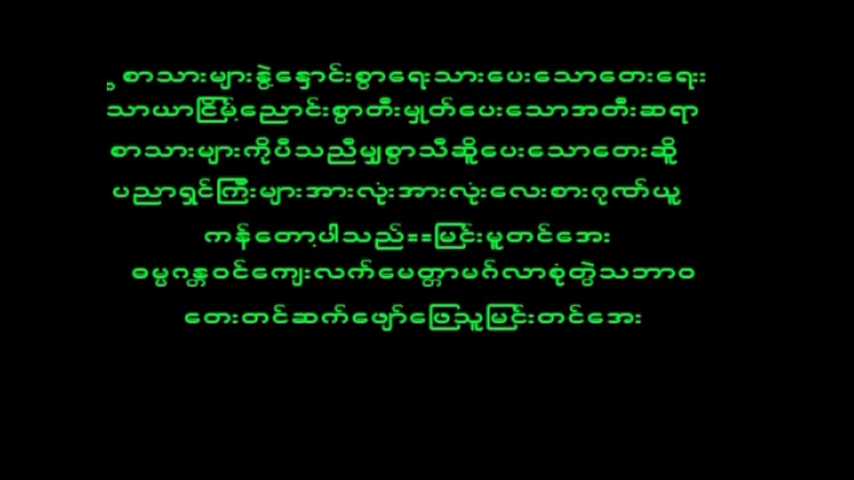 စာသားများနွဲ့နှောင်းစွာရေးသားပေးသောတေးရေး
သာယာငြိမ့်ညောင်းစွာတီးမှုတ်ပေးသောအတီးဆရာ
စာသားများကိုပီသညီမျှစွာသီဆိုပေးသောတေးဆို
ပညာရှင်ကြီးများအားလုံးအားလုံးလေးစားဂုဏ်ယူ
ကန်တော့ပါသည်==မြင်းမူတင်အေး
ဓမ္မဂန္တဝင်ကျေးလက်မေတ္တာမဂ်လာစုံတွဲသဘာဝ
တေးတင်ဆက်ဖျော်ဖြေသူမြင်းတင်အေး